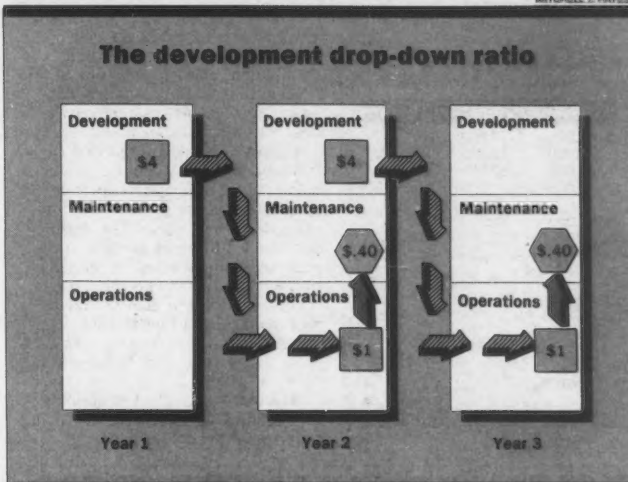 The development drop-down ratio
Development
$4
Maintenance
Operations
Year 1
Development
$4
Maintenance
$.40
Operations
$1
Year 2
Development
Maintenance
$.40
Operations
$1
Year 3